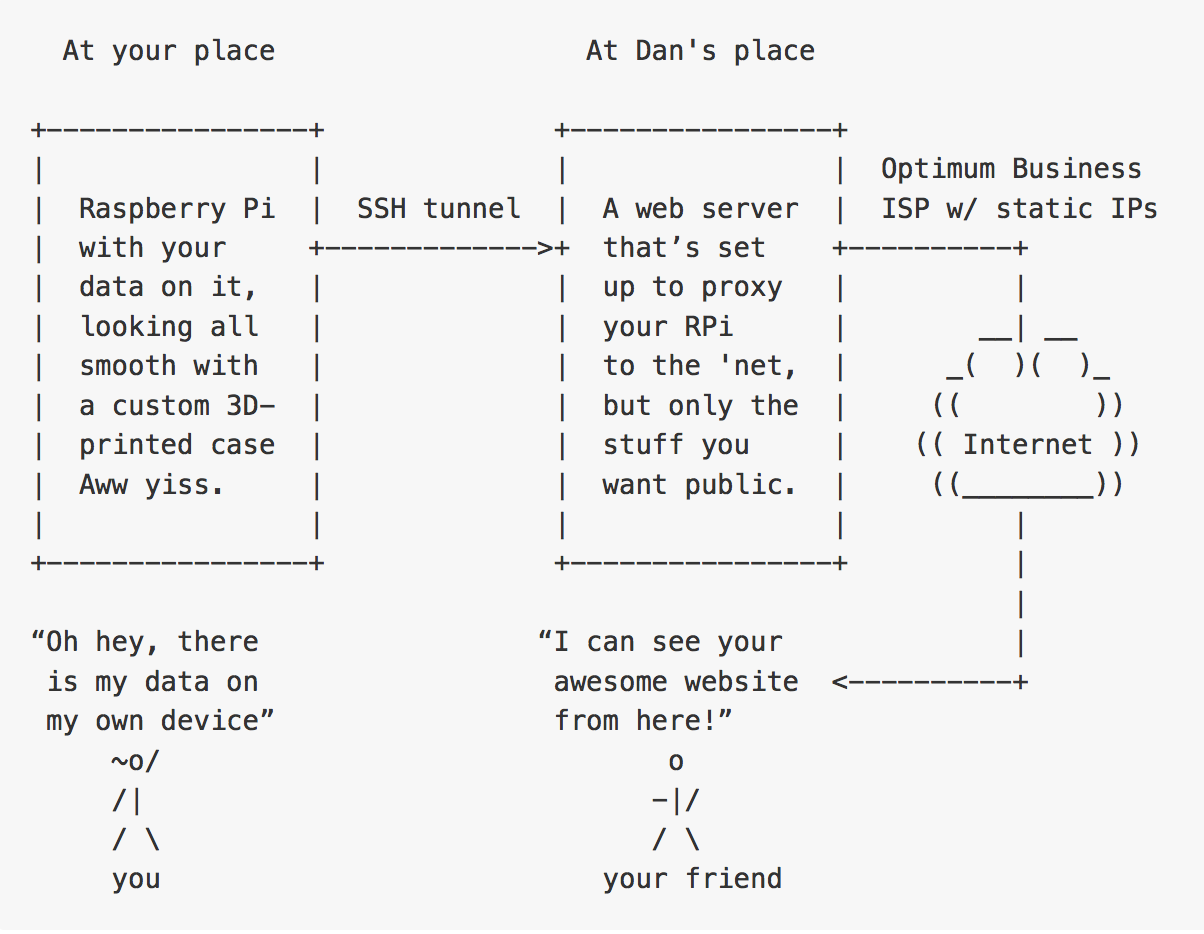 At your place
At Dan's place
Optimum Business
ISP w/ static IPs
Raspberry Pi
with your
data on it,
looking all
smooth with
a custom 3D-
printed case
Aww yiss.
SSH tunnel
A web server
that’s set
up to proxy
your RPi
to the 'net,
but only the
stuff you
want public.
Internet
“Oh hey, there
is my data on
my own device”
you
“I can see your
awesome website
from here!”
your friend